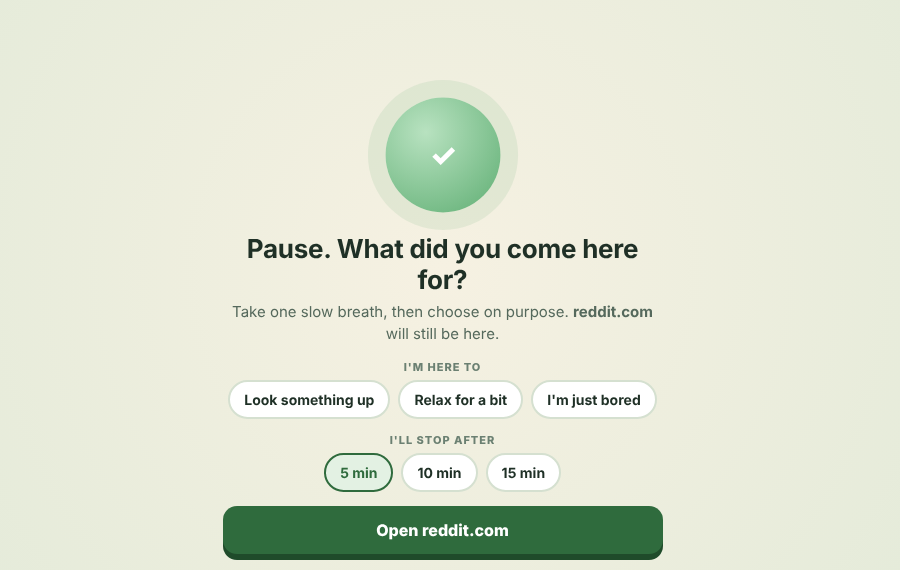 Pause. What did you come here
for?
Take one slow breath, then choose on purpose. reddit.com
will still be here.
I'M HERE TO
Look something up
Relax for a bit
I'm just bored
I'LL STOP AFTER
5 min
10 min
15 min
Open reddit.com